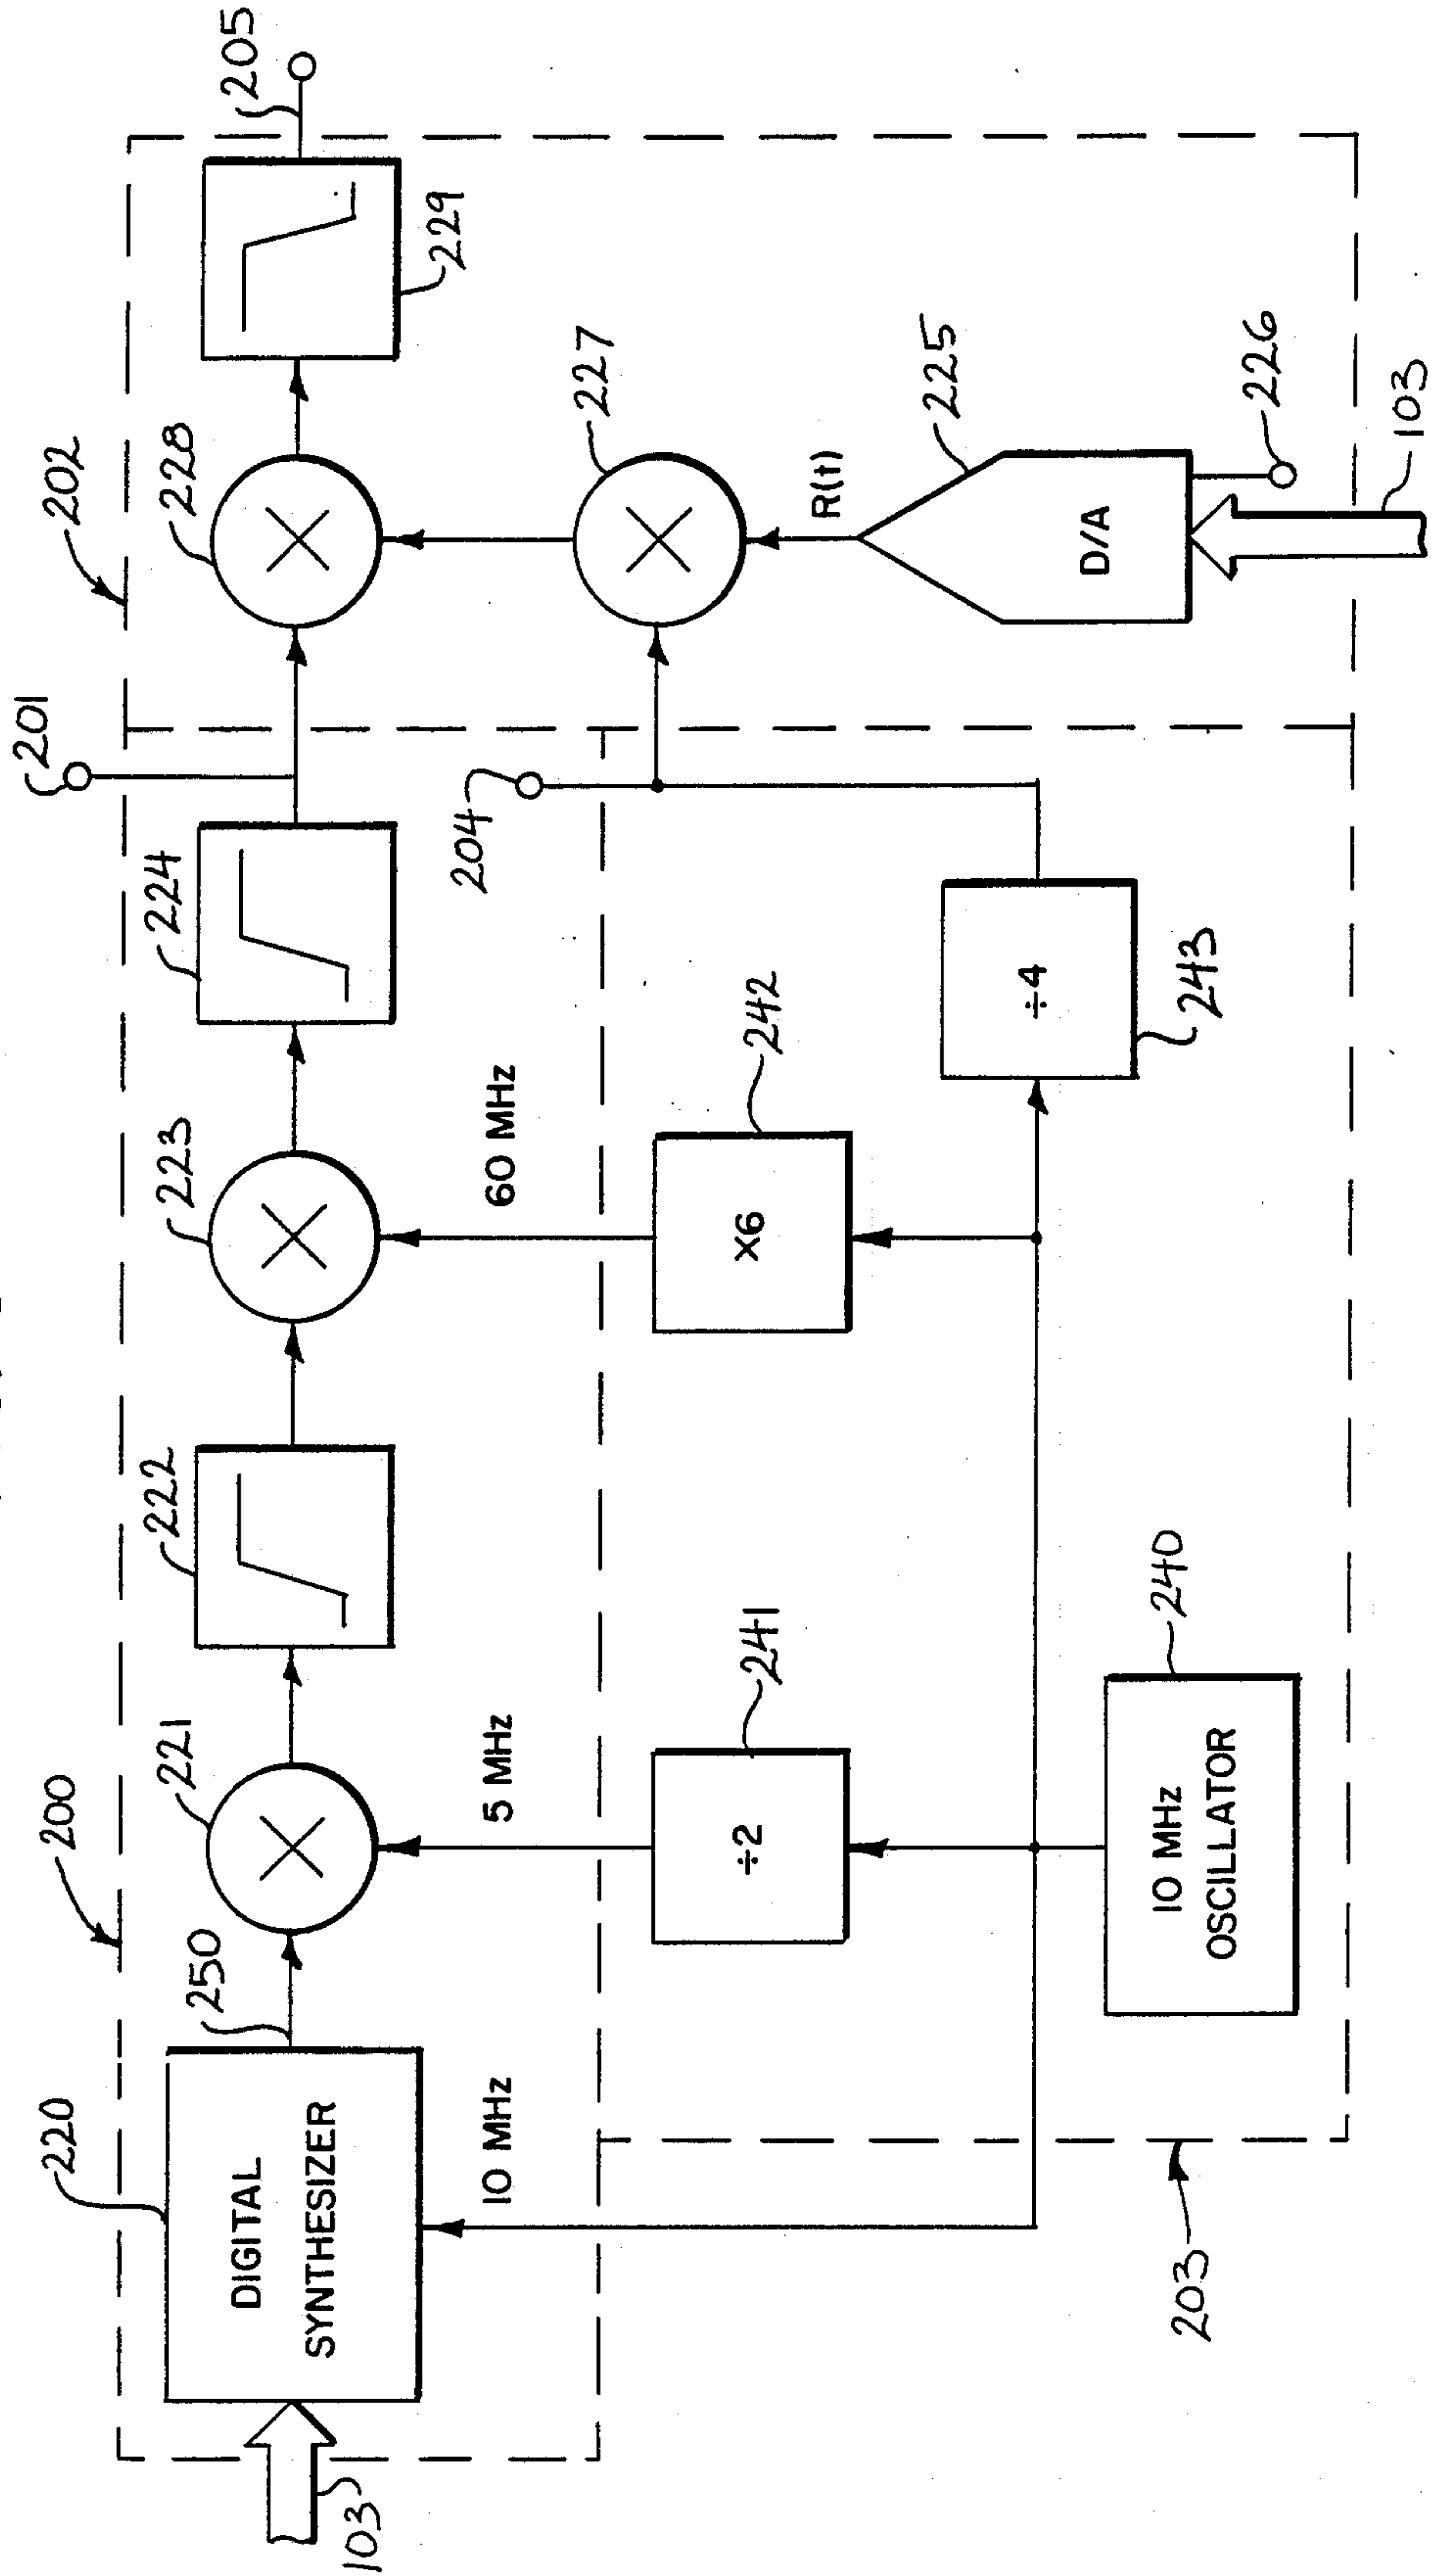 200
202
201
205
220
250
221
222
223
224
228
229
DIGITAL
SYNTHESIZER
103
10 MHz
5 MHz
60 MHz
204
227
÷2
241
X6
242
R(t)
225
÷4
243
D/A
226
10 MHz
OSCILLATOR
240
203
103